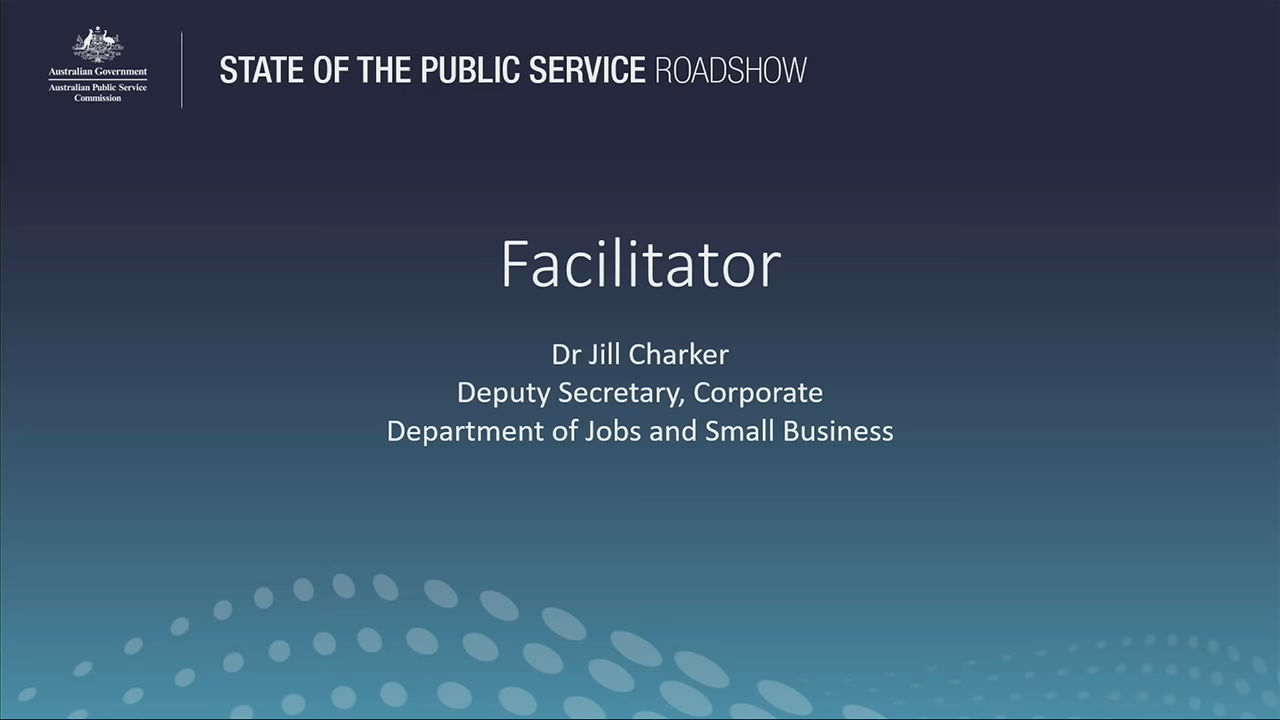 Australian Government
Australian Public Service
Commission
STATE OF THE PUBLIC SERVICE ROADSHOW
Facilitator
Dr Jill Charker
Deputy Secretary, Corporate
Department of Jobs and Small Business